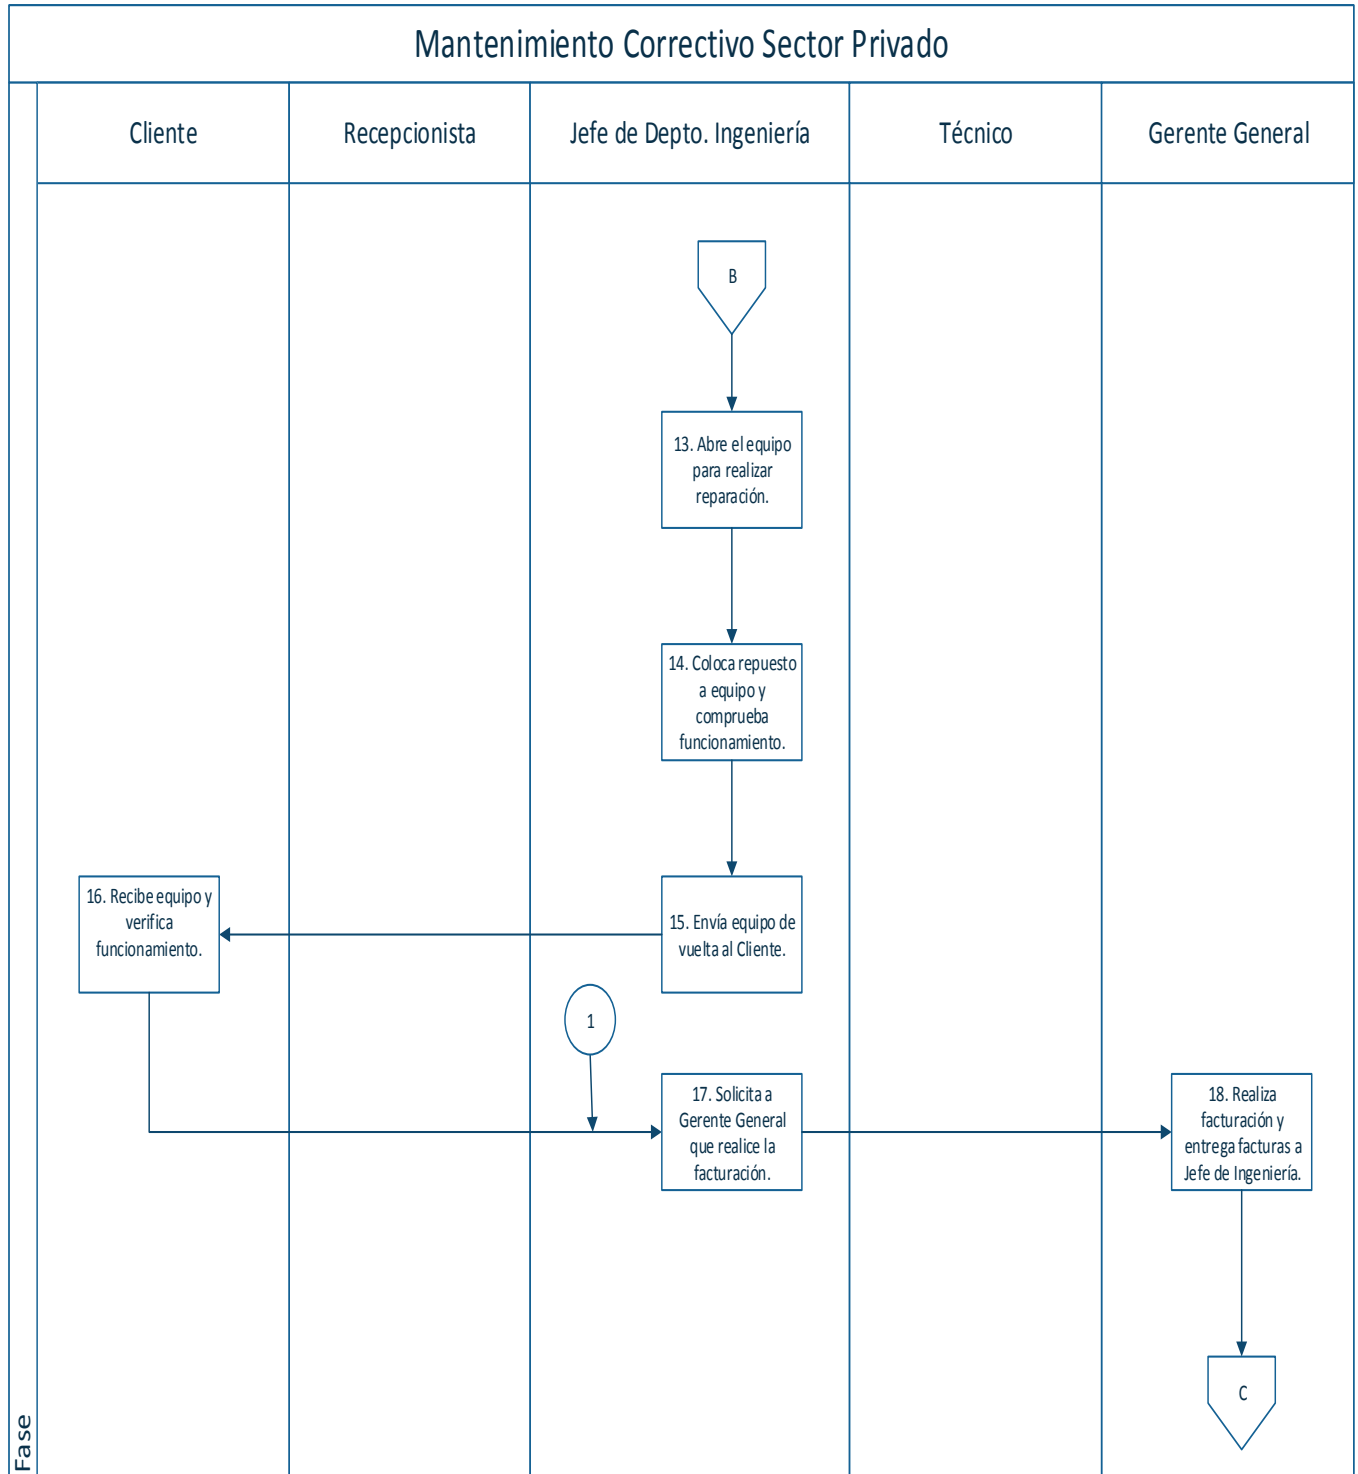 Mantenimiento Correctivo Sector Privado
Cliente
Recepcionista
Jefe de Depto. Ingeniería
Técnico
Gerente General
B
13. Abre el equipo
para realizar
reparación.
14. Coloca repuesto
a equipo y
comprueba
funcionamiento.
15. Envía equipo de
vuelta al Cliente.
16. Recibe equipo y
verifica
funcionamiento.
1
17. Solicita a
Gerente General
que realice la
facturación.
18. Realiza
facturación y
entrega facturas a
Jefe de Ingeniería.
C
Fase